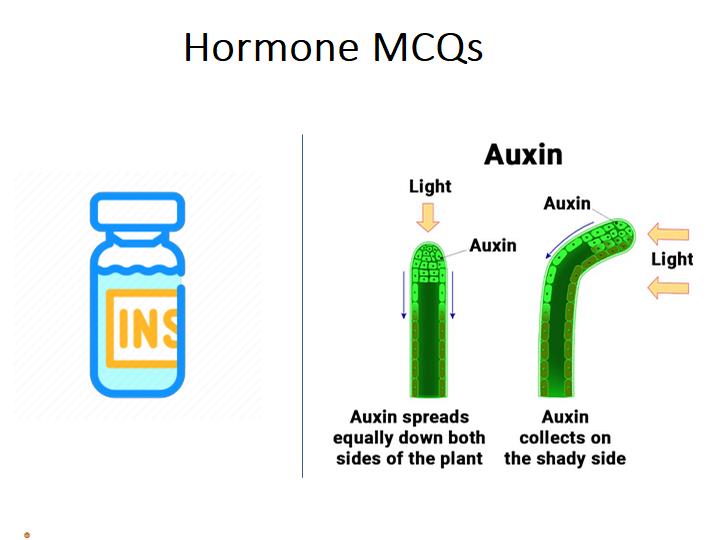 Hormone MCQs
INS
Auxin
Light
Auxin
Auxin spreads
equally down both
sides of the plant
Auxin
Light
Auxin
collects on
the shady side